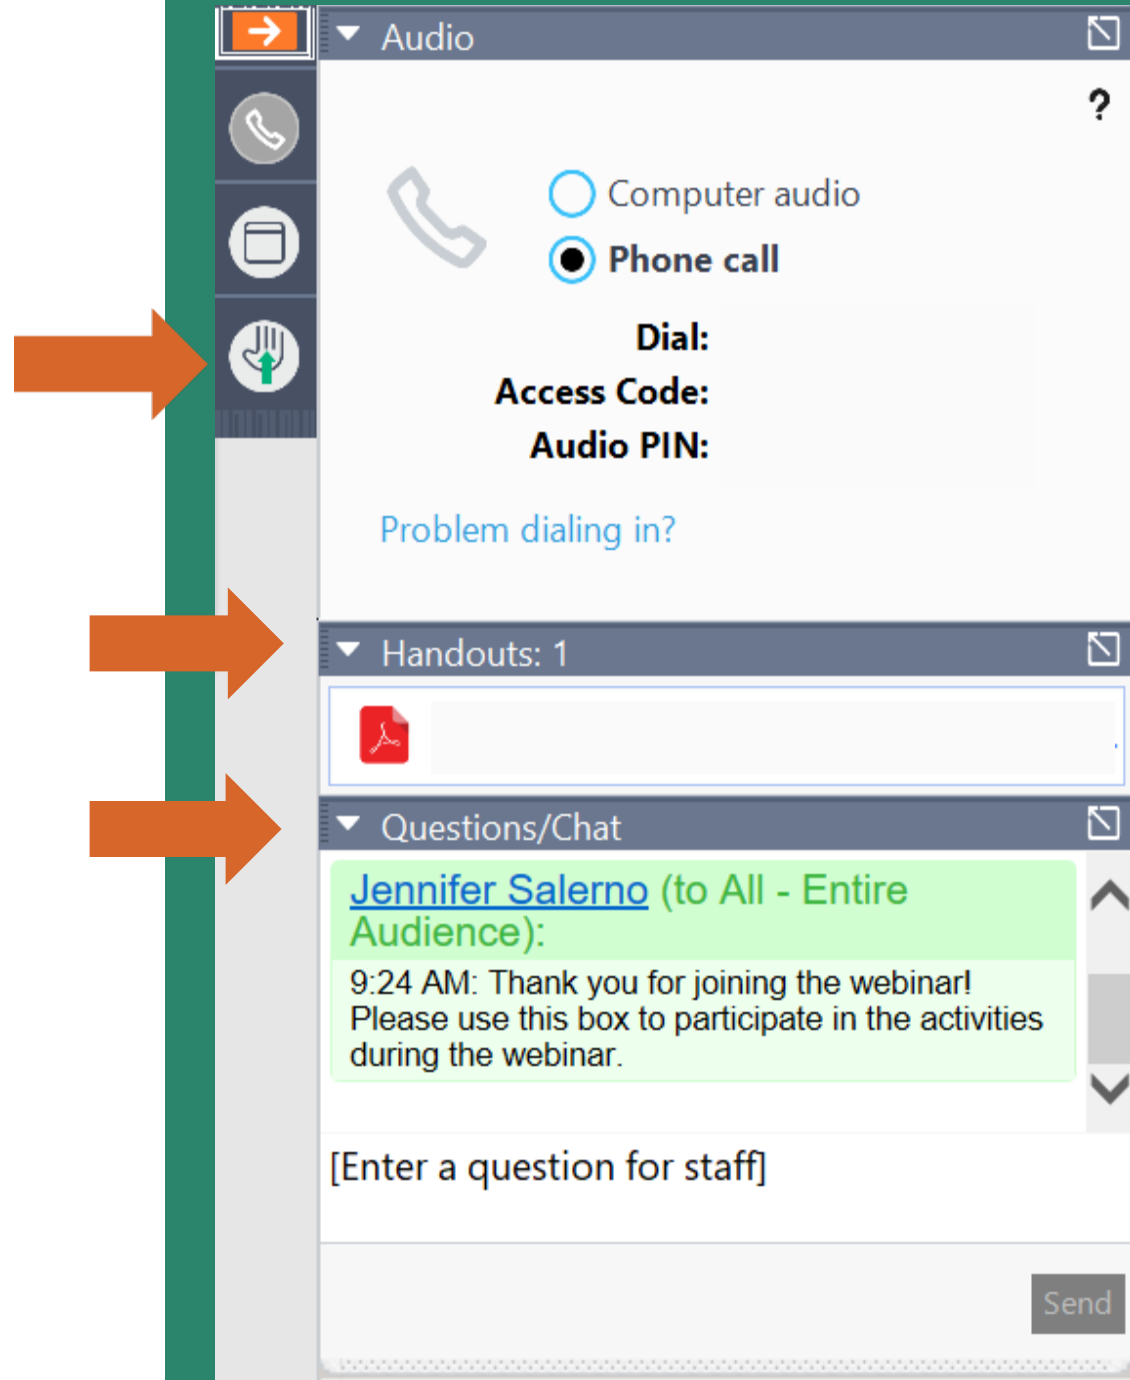 Audio
?
Computer audio
Phone call
Dial:
Access Code:
Audio PIN:
Problem dialing in?
Handouts: 1
Questions/Chat
Jennifer Salerno (to All - Entire
Audience):
9:24 AM: Thank you for joining the webinar!
Please use this box to participate in the activities
during the webinar.
[Enter a question for staff]
Send